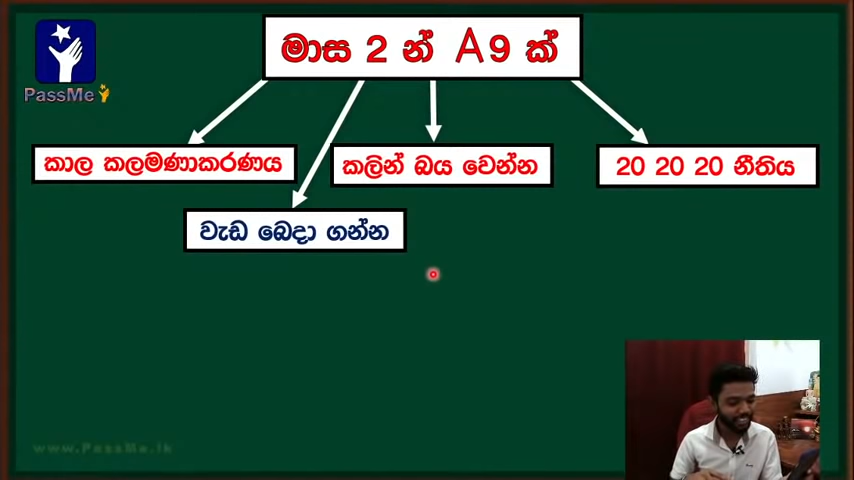 මාස 2 න් A9 ක්
PassMe
කාල කලමණාකරණය
කලින් බය වෙන්න
20 20 20 නීතිය
වැඩ බෙදා ගන්න
www.PassMe.lk